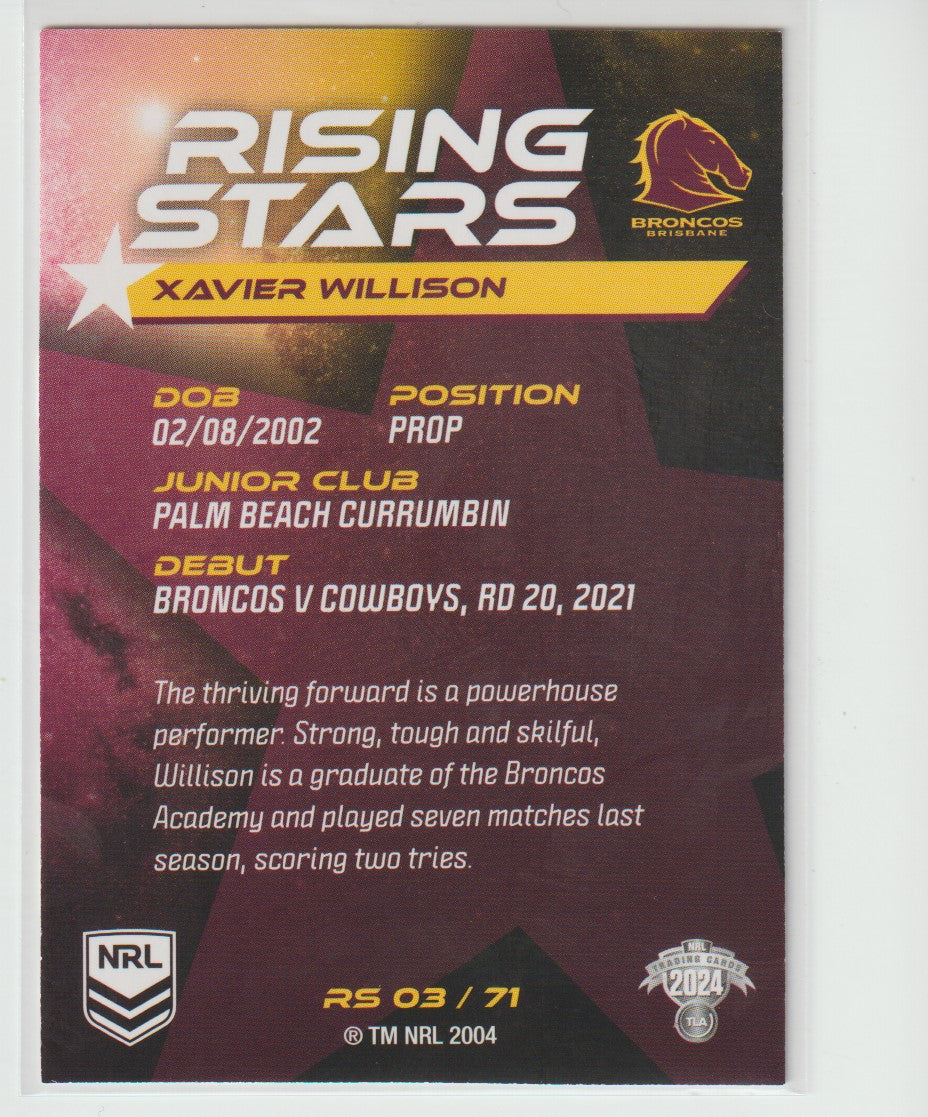 RISING
STARS
BRONCOS
BRISBANE
XAVIER WILLISON
DOB
02/08/2002
POSITION
PROP
JUNIOR CLUB
PALM BEACH CURRUMBIN
DEBUT
BRONCOS V COWBOYS, RD 20, 2021
The thriving forward is a powerhouse
performer. Strong, tough and skilful,
Willison is a graduate of the Broncos
Academy and played seven matches last
season, scoring two tries.
NRL
RS 03 / 71
® TM NRL 2004
NRL
TRADING CARDS
2024
TLA